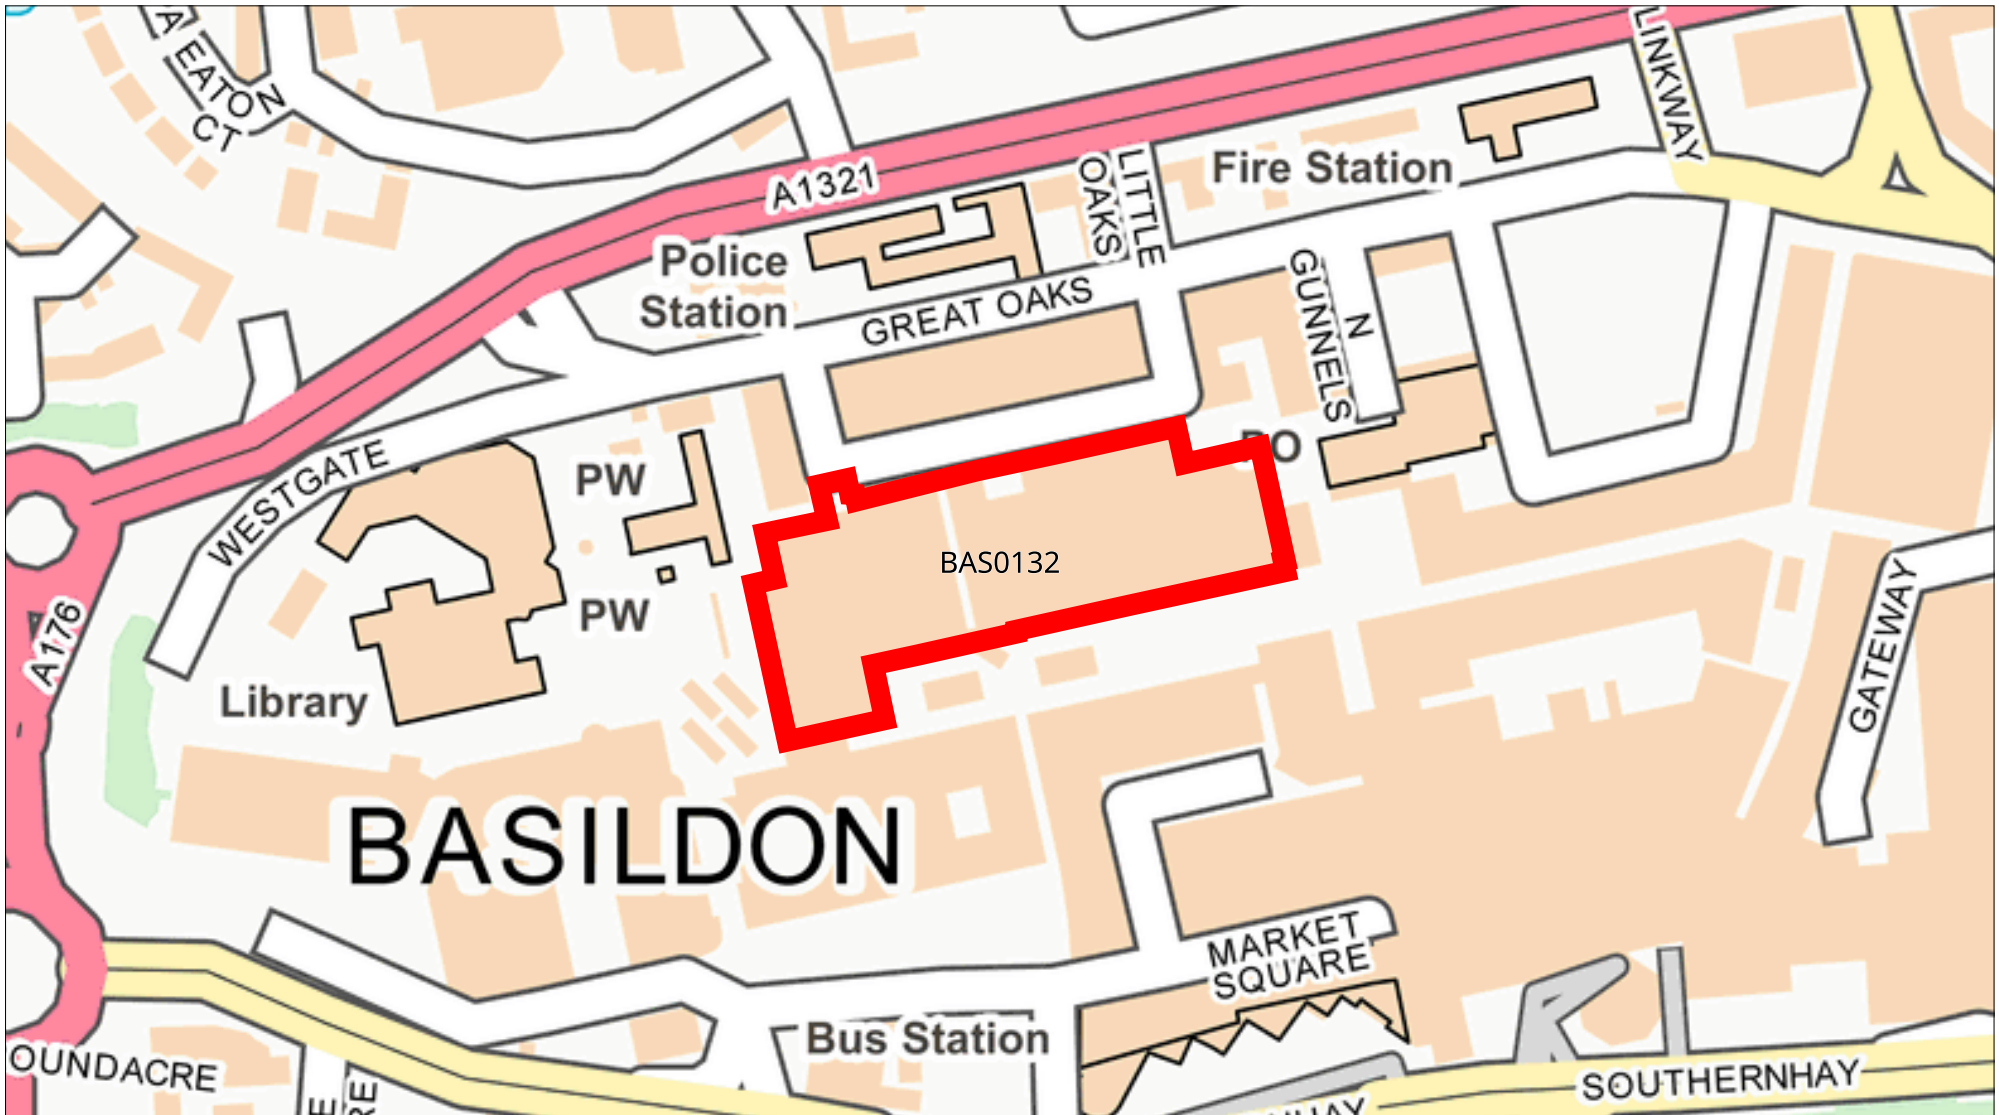 A EATON
CT
LINKWAY
A1321
LITTLE
OAKS
Fire Station
Police
Station
GREAT OAKS
GUNNELS
N
WESTGATE
PW
BAS0132
PW
A176
Library
GATEWAY
BASILDON
MARKET
SQUARE
Bus Station
OUNDACRE
SOUTHERNHAY